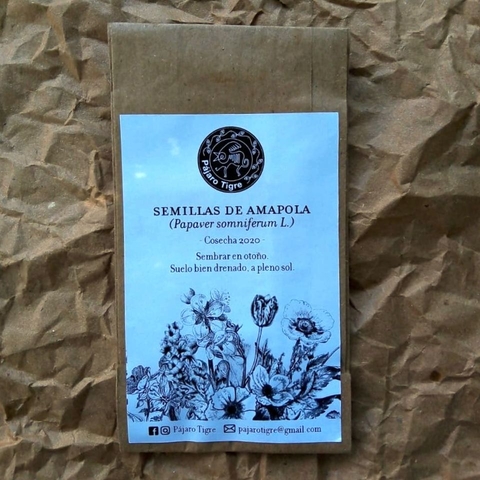 Pájaro Tigre
SEMILLAS DE AMAPOLA
(Papaver somniferum L.)
· Cosecha 2020 ·
Sembrar en otoño.
Suelo bien drenado, a pleno sol.
Pájaro Tigre pajarotigre@gmail.com